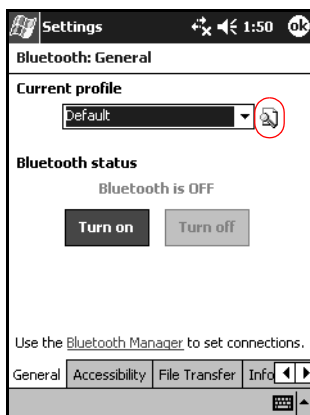 Settings 1:50 ok
Bluetooth: General
Current profile
Default
Bluetooth status
Bluetooth is OFF
Turn on Turn off
Use the Bluetooth Manager to set connections.
General Accessibility File Transfer Info